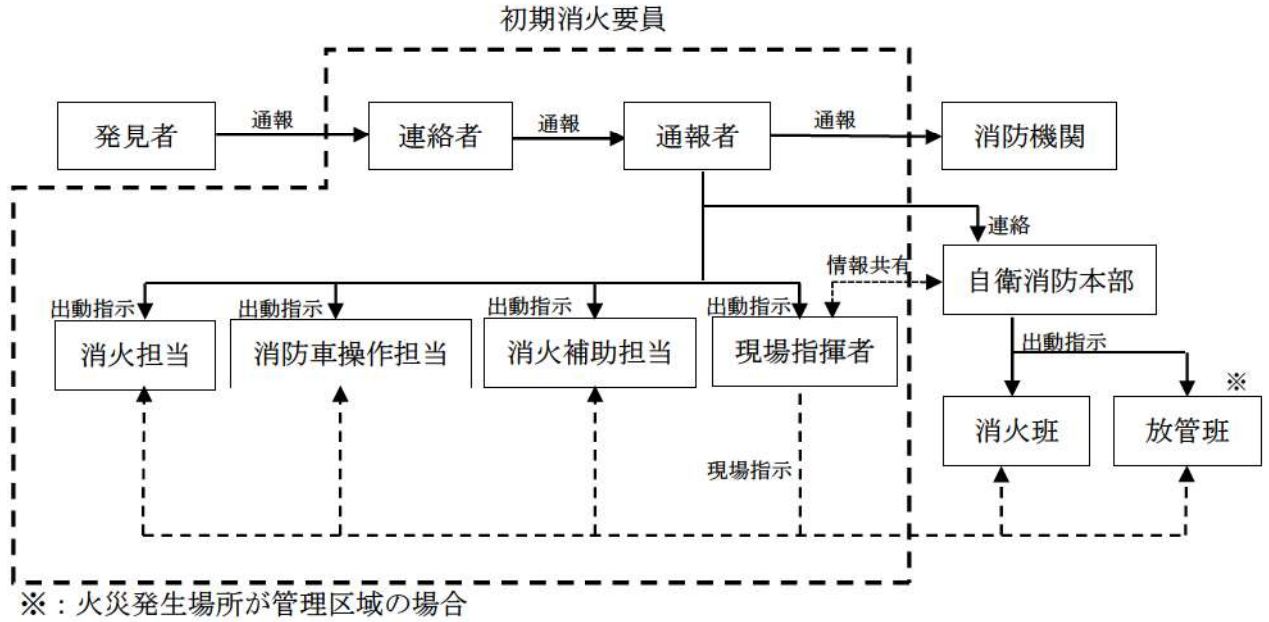 初期消火要員
発見者
通報
連絡者
通報
通報者
通報
消防機関
連絡
情報共有
自衛消防本部
出動指示
出動指示
出動指示
出動指示
消火担当
消防車操作担当
消火補助担当
現場指揮者
出動指示
※
消火班
放管班
現場指示
※：火災発生場所が管理区域の場合